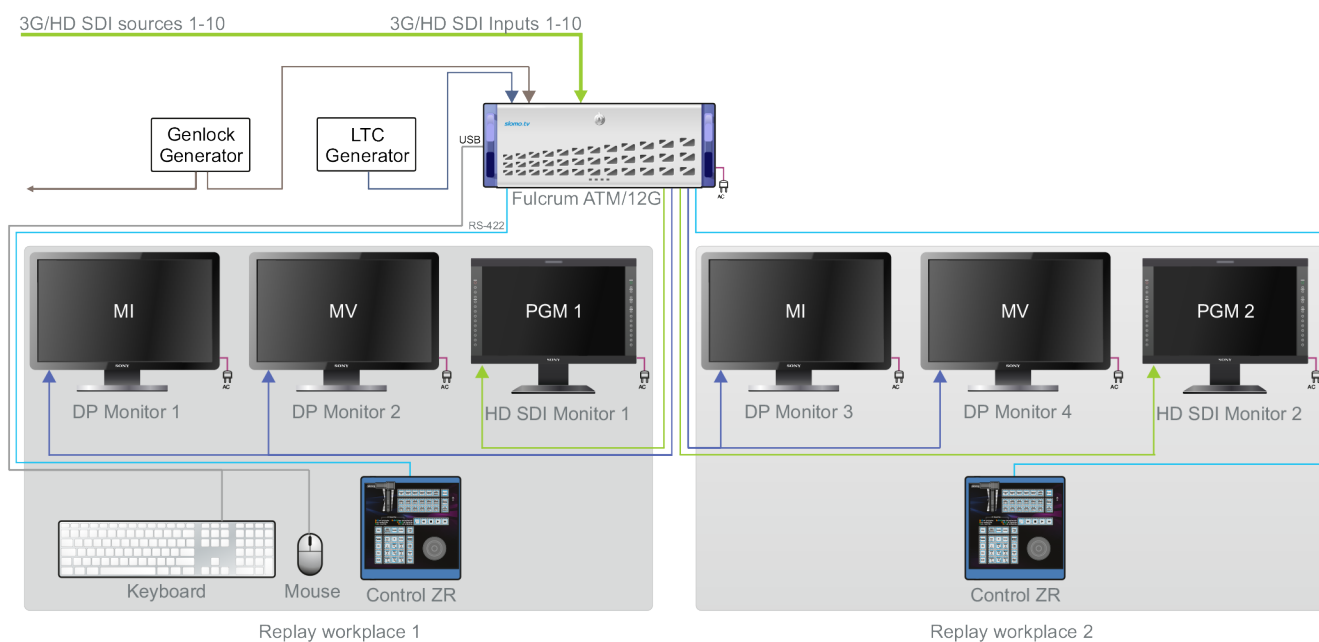 3G/HD SDI sources 1-10
3G/HD SDI Inputs 1-10
Genlock
Generator
LTC
Generator
USB
slomo.tv
AC
Fulcrum ATM/12G
RS-422
MI
SONY
AC
DP Monitor 1
MV
SONY
AC
DP Monitor 2
PGM 1
SONY
AC
HD SDI Monitor 1
MI
SONY
AC
DP Monitor 3
MV
SONY
AC
DP Monitor 4
PGM 2
SONY
AC
HD SDI Monitor 2
Keyboard
Mouse
Control ZR
Control ZR
Replay workplace 1
Replay workplace 2